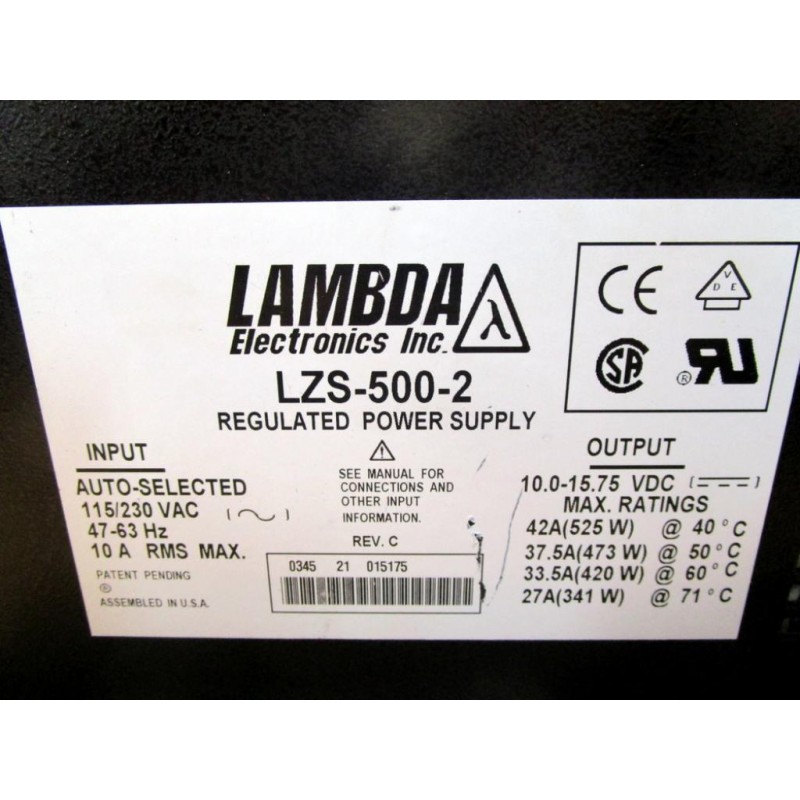 LAMBDA
Electronics Inc.
λ
LZS-500-2
REGULATED POWER SUPPLY
CE
V
D E
SA
® RU
INPUT
AUTO-SELECTED
115/230 VAC
47-63 Hz
10 A RMS MAX.
PATENT PENDING
®
ASSEMBLED IN U.S.A.
SEE MANUAL FOR
CONNECTIONS AND
OTHER INPUT
INFORMATION.
REV. C
0345 21 015175
OUTPUT
10.0-15.75 VDC
MAX. RATINGS
42A(525 W) @ 40°C
37.5A(473 W) @ 50°C
33.5A(420 W) @ 60°C
27A(341 W) @ 71°C